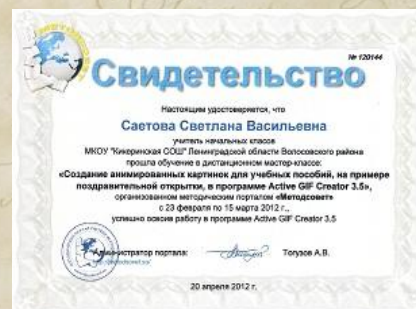 № 120144
Свидетельство
Настоящим удостоверяется, что
Саетова Светлана Васильевна
учитель начальных классов
МКОУ "Кикеринская СОШ" Ленинградской области Волосовского района
прошла обучение в дистанционном мастер-классе:
«Создание анимированных картинок для учебных пособий, на примере
поздравительной открытки, в программе Active GIF Creator 3.5»,
организованном методическим порталом «Методсовет»
с 23 февраля по 15 марта 2012 г.,
успешно освоив работу в программе Active GIF Creator 3.5
Администратор портала:
Тогузов А.В.
20 апреля 2012 г.